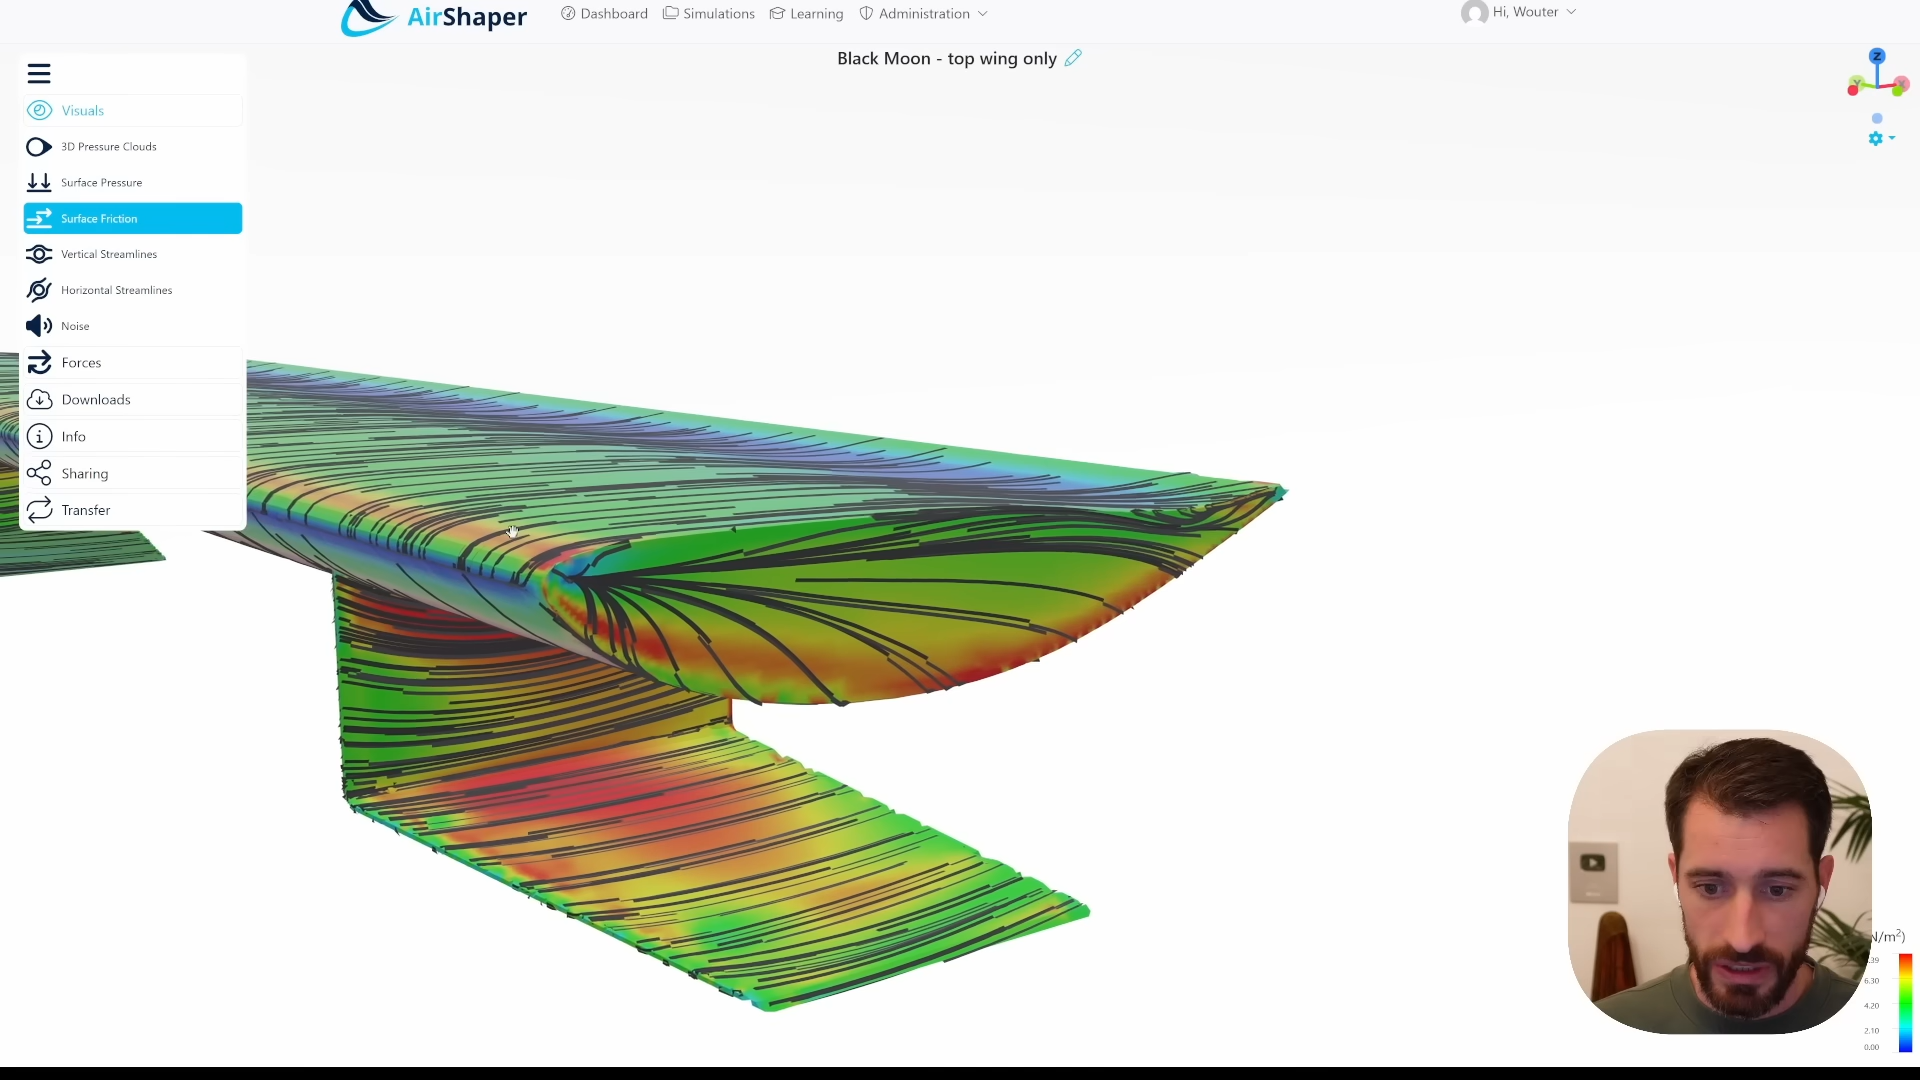 AirShaper
Dashboard
Simulations
Learning
Administration
Hi, Wouter
Black Moon - top wing only
Z
Y
X
Visuals
3D Pressure Clouds
Surface Pressure
Surface Friction
Vertical Streamlines
Horizontal Streamlines
Noise
Forces
Downloads
Info
Sharing
Transfer
N/m²)
.39
6.30
4.20
2.10
0.00